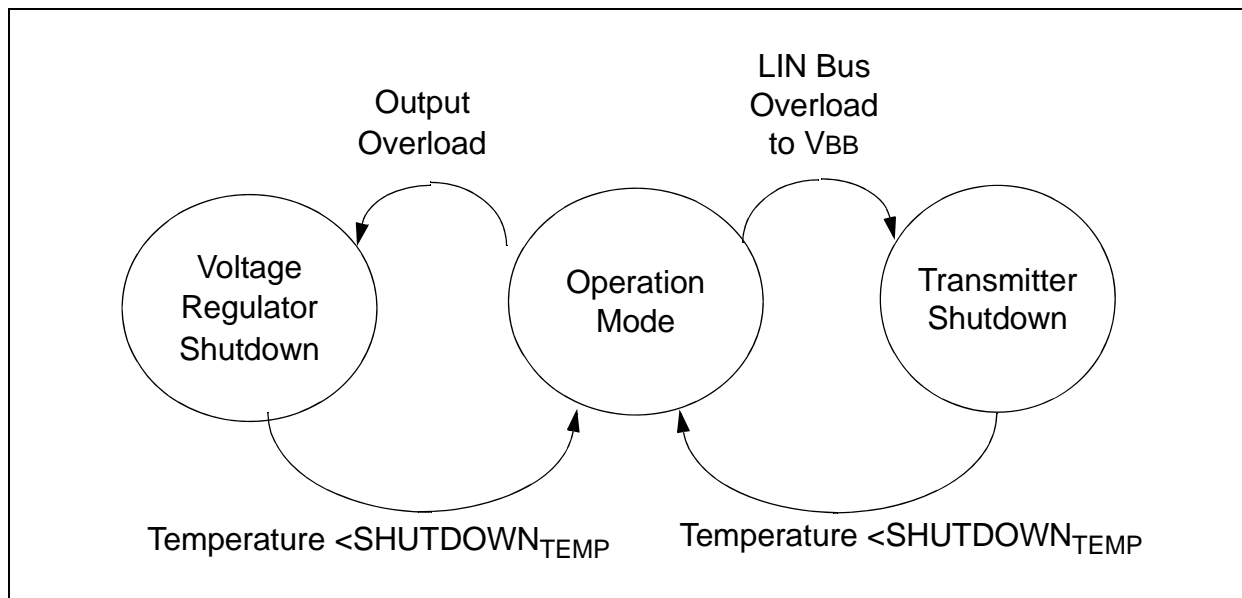 Output
Overload
LIN Bus
Overload
to VBB
Voltage
Regulator
Shutdown
Operation
Mode
Transmitter
Shutdown
Temperature <SHUTDOWNTEMP
Temperature <SHUTDOWNTEMP